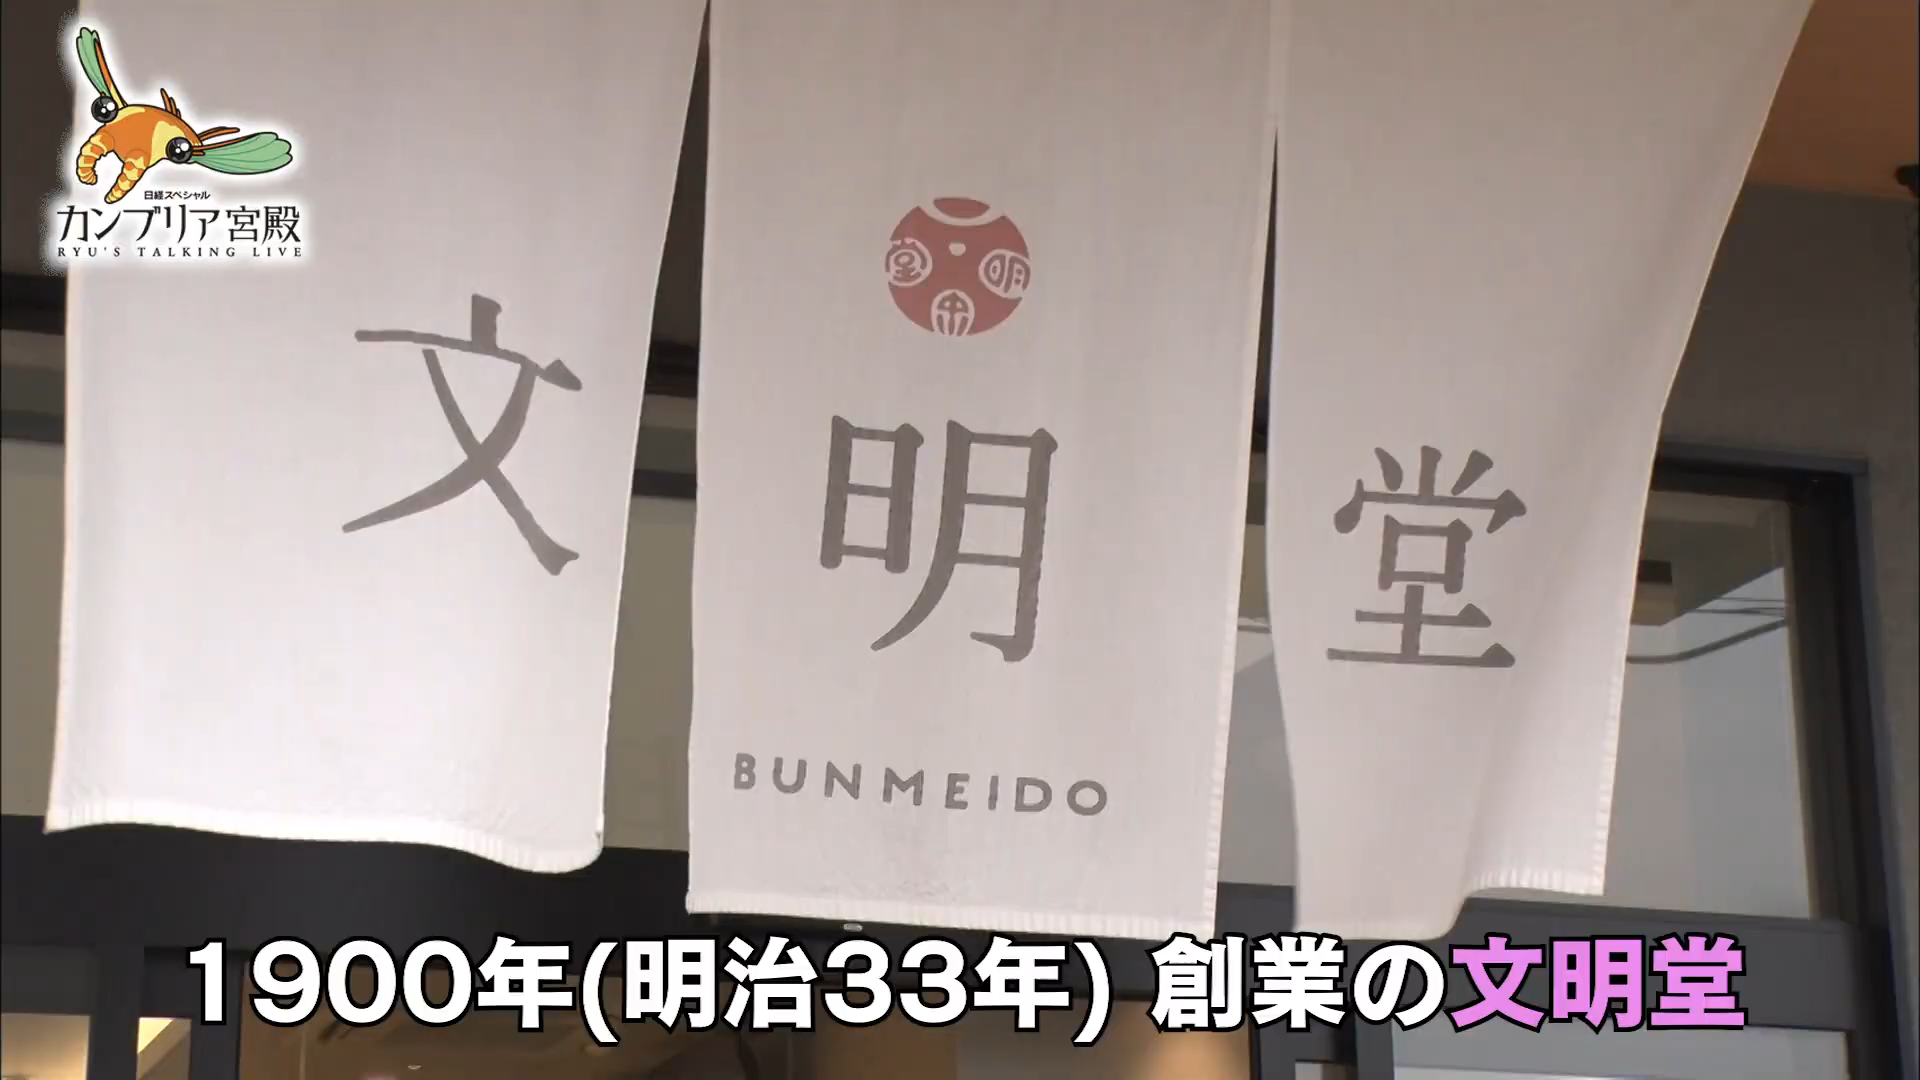 日経スペシャル
カンブリア宮殿
RYU'S TALKING LIVE
文明堂
BUNMEIDO
1900年(明治33年) 創業の文明堂